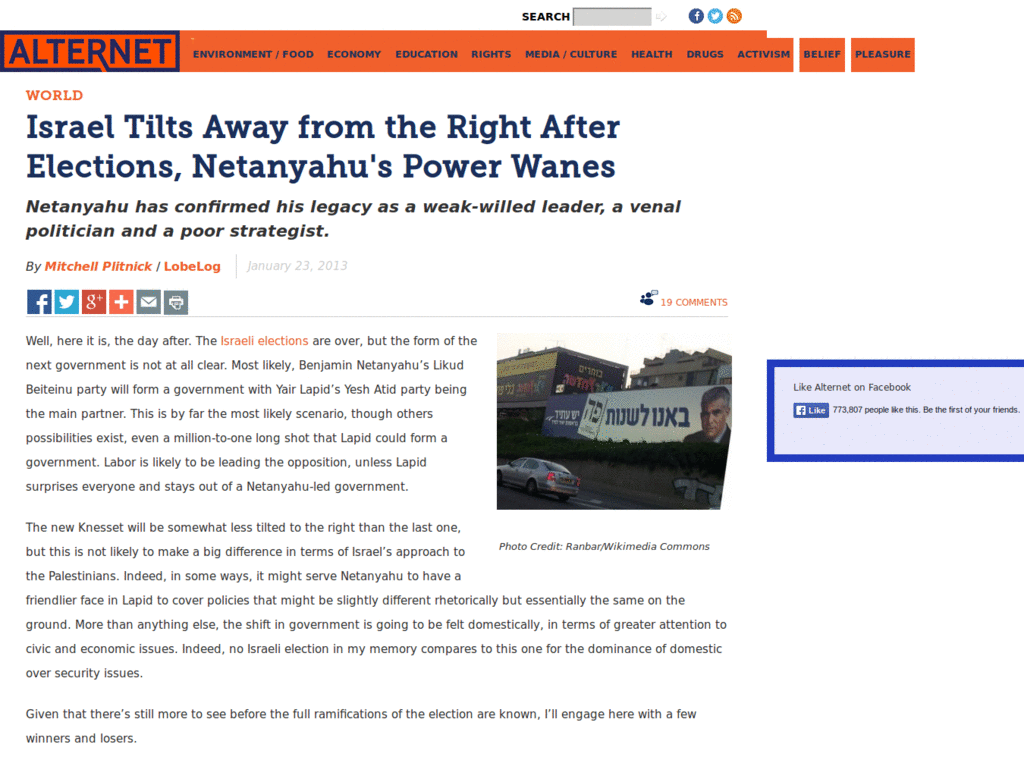 SEARCH
ALTERNET
ENVIRONMENT / FOOD ECONOMY EDUCATION RIGHTS MEDIA / CULTURE HEALTH DRUGS ACTIVISM BELIEF PLEASURE
WORLD
Israel Tilts Away from the Right After
Elections, Netanyahu's Power Wanes
Netanyahu has confirmed his legacy as a weak-willed leader, a venal
politician and a poor strategist.
By Mitchell Plitnick / LobeLog January 23, 2013
19 COMMENTS
Well, here it is, the day after. The Israeli elections are over, but the form of the
next government is not at all clear. Most likely, Benjamin Netanyahu’s Likud
Beiteinu party will form a government with Yair Lapid’s Yesh Atid party being
the main partner. This is by far the most likely scenario, though others
possibilities exist, even a million-to-one long shot that Lapid could form a
government. Labor is likely to be leading the opposition, unless Lapid
surprises everyone and stays out of a Netanyahu-led government.
באנו לשנות
יש עתיד
Photo Credit: Ranbar/Wikimedia Commons
The new Knesset will be somewhat less tilted to the right than the last one,
but this is not likely to make a big difference in terms of Israel’s approach to
the Palestinians. Indeed, in some ways, it might serve Netanyahu to have a
friendlier face in Lapid to cover policies that might be slightly different rhetorically but essentially the same on the
ground. More than anything else, the shift in government is going to be felt domestically, in terms of greater attention to
civic and economic issues. Indeed, no Israeli election in my memory compares to this one for the dominance of domestic
over security issues.
Given that there’s still more to see before the full ramifications of the election are known, I’ll engage here with a few
winners and losers.
Like Alternet on Facebook
Like 773,807 people like this. Be the first of your friends.